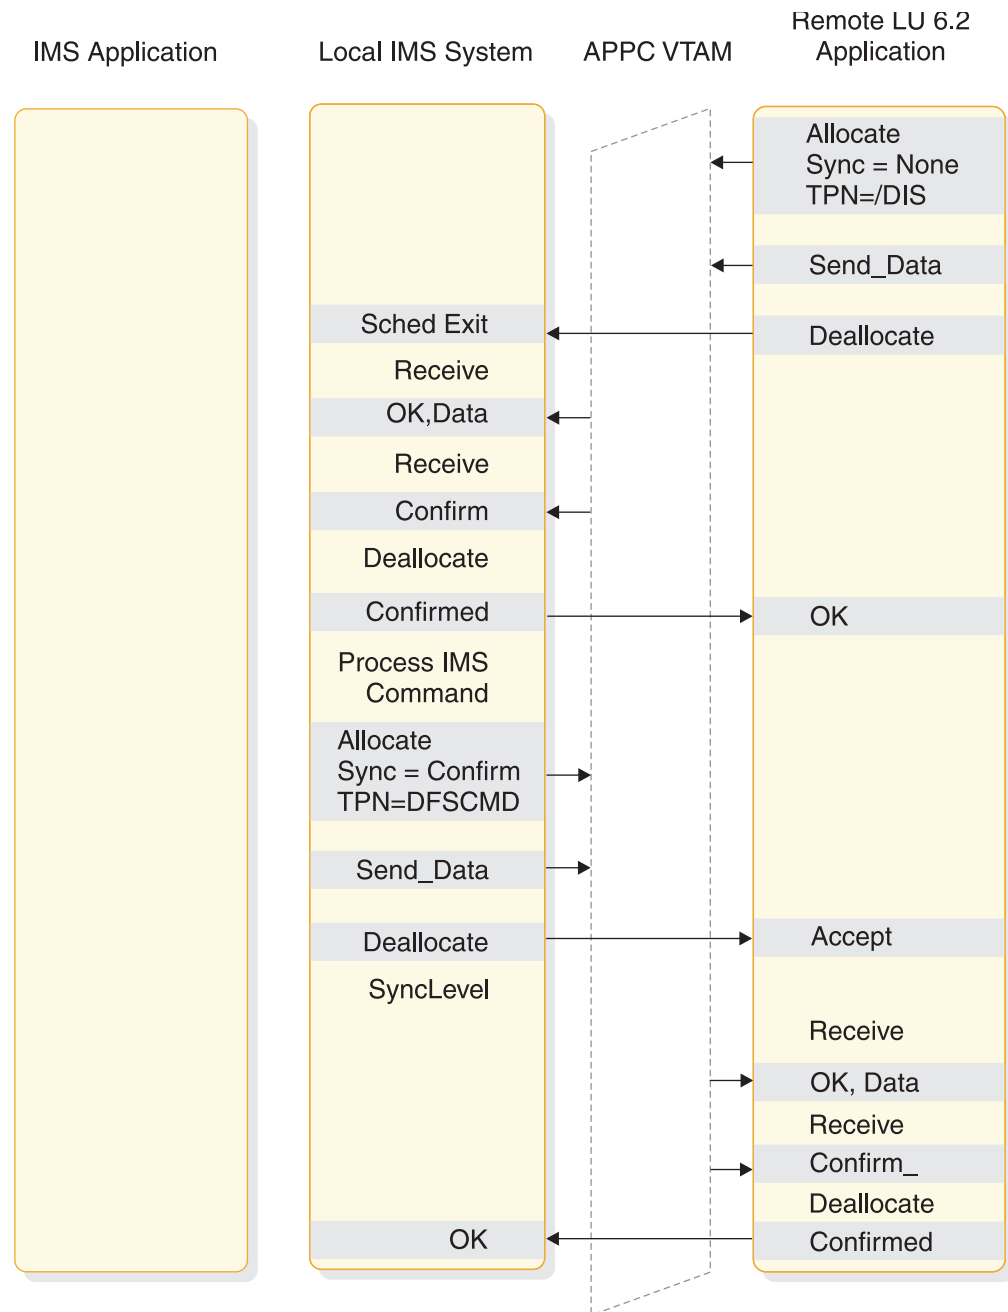 IMS Application
Local IMS System
APPC VTAM
Remote LU 6.2
Application
Allocate
Sync = None
TPN=/DIS
Send_Data
Sched Exit
Deallocate
Receive
OK,Data
Receive
Confirm
Deallocate
Confirmed
OK
Process IMS
Command
Allocate
Sync = Confirm
TPN=DFSCMD
Send_Data
Deallocate
Accept
SyncLevel
Receive
OK, Data
Receive
Confirm_
Deallocate
OK
Confirmed